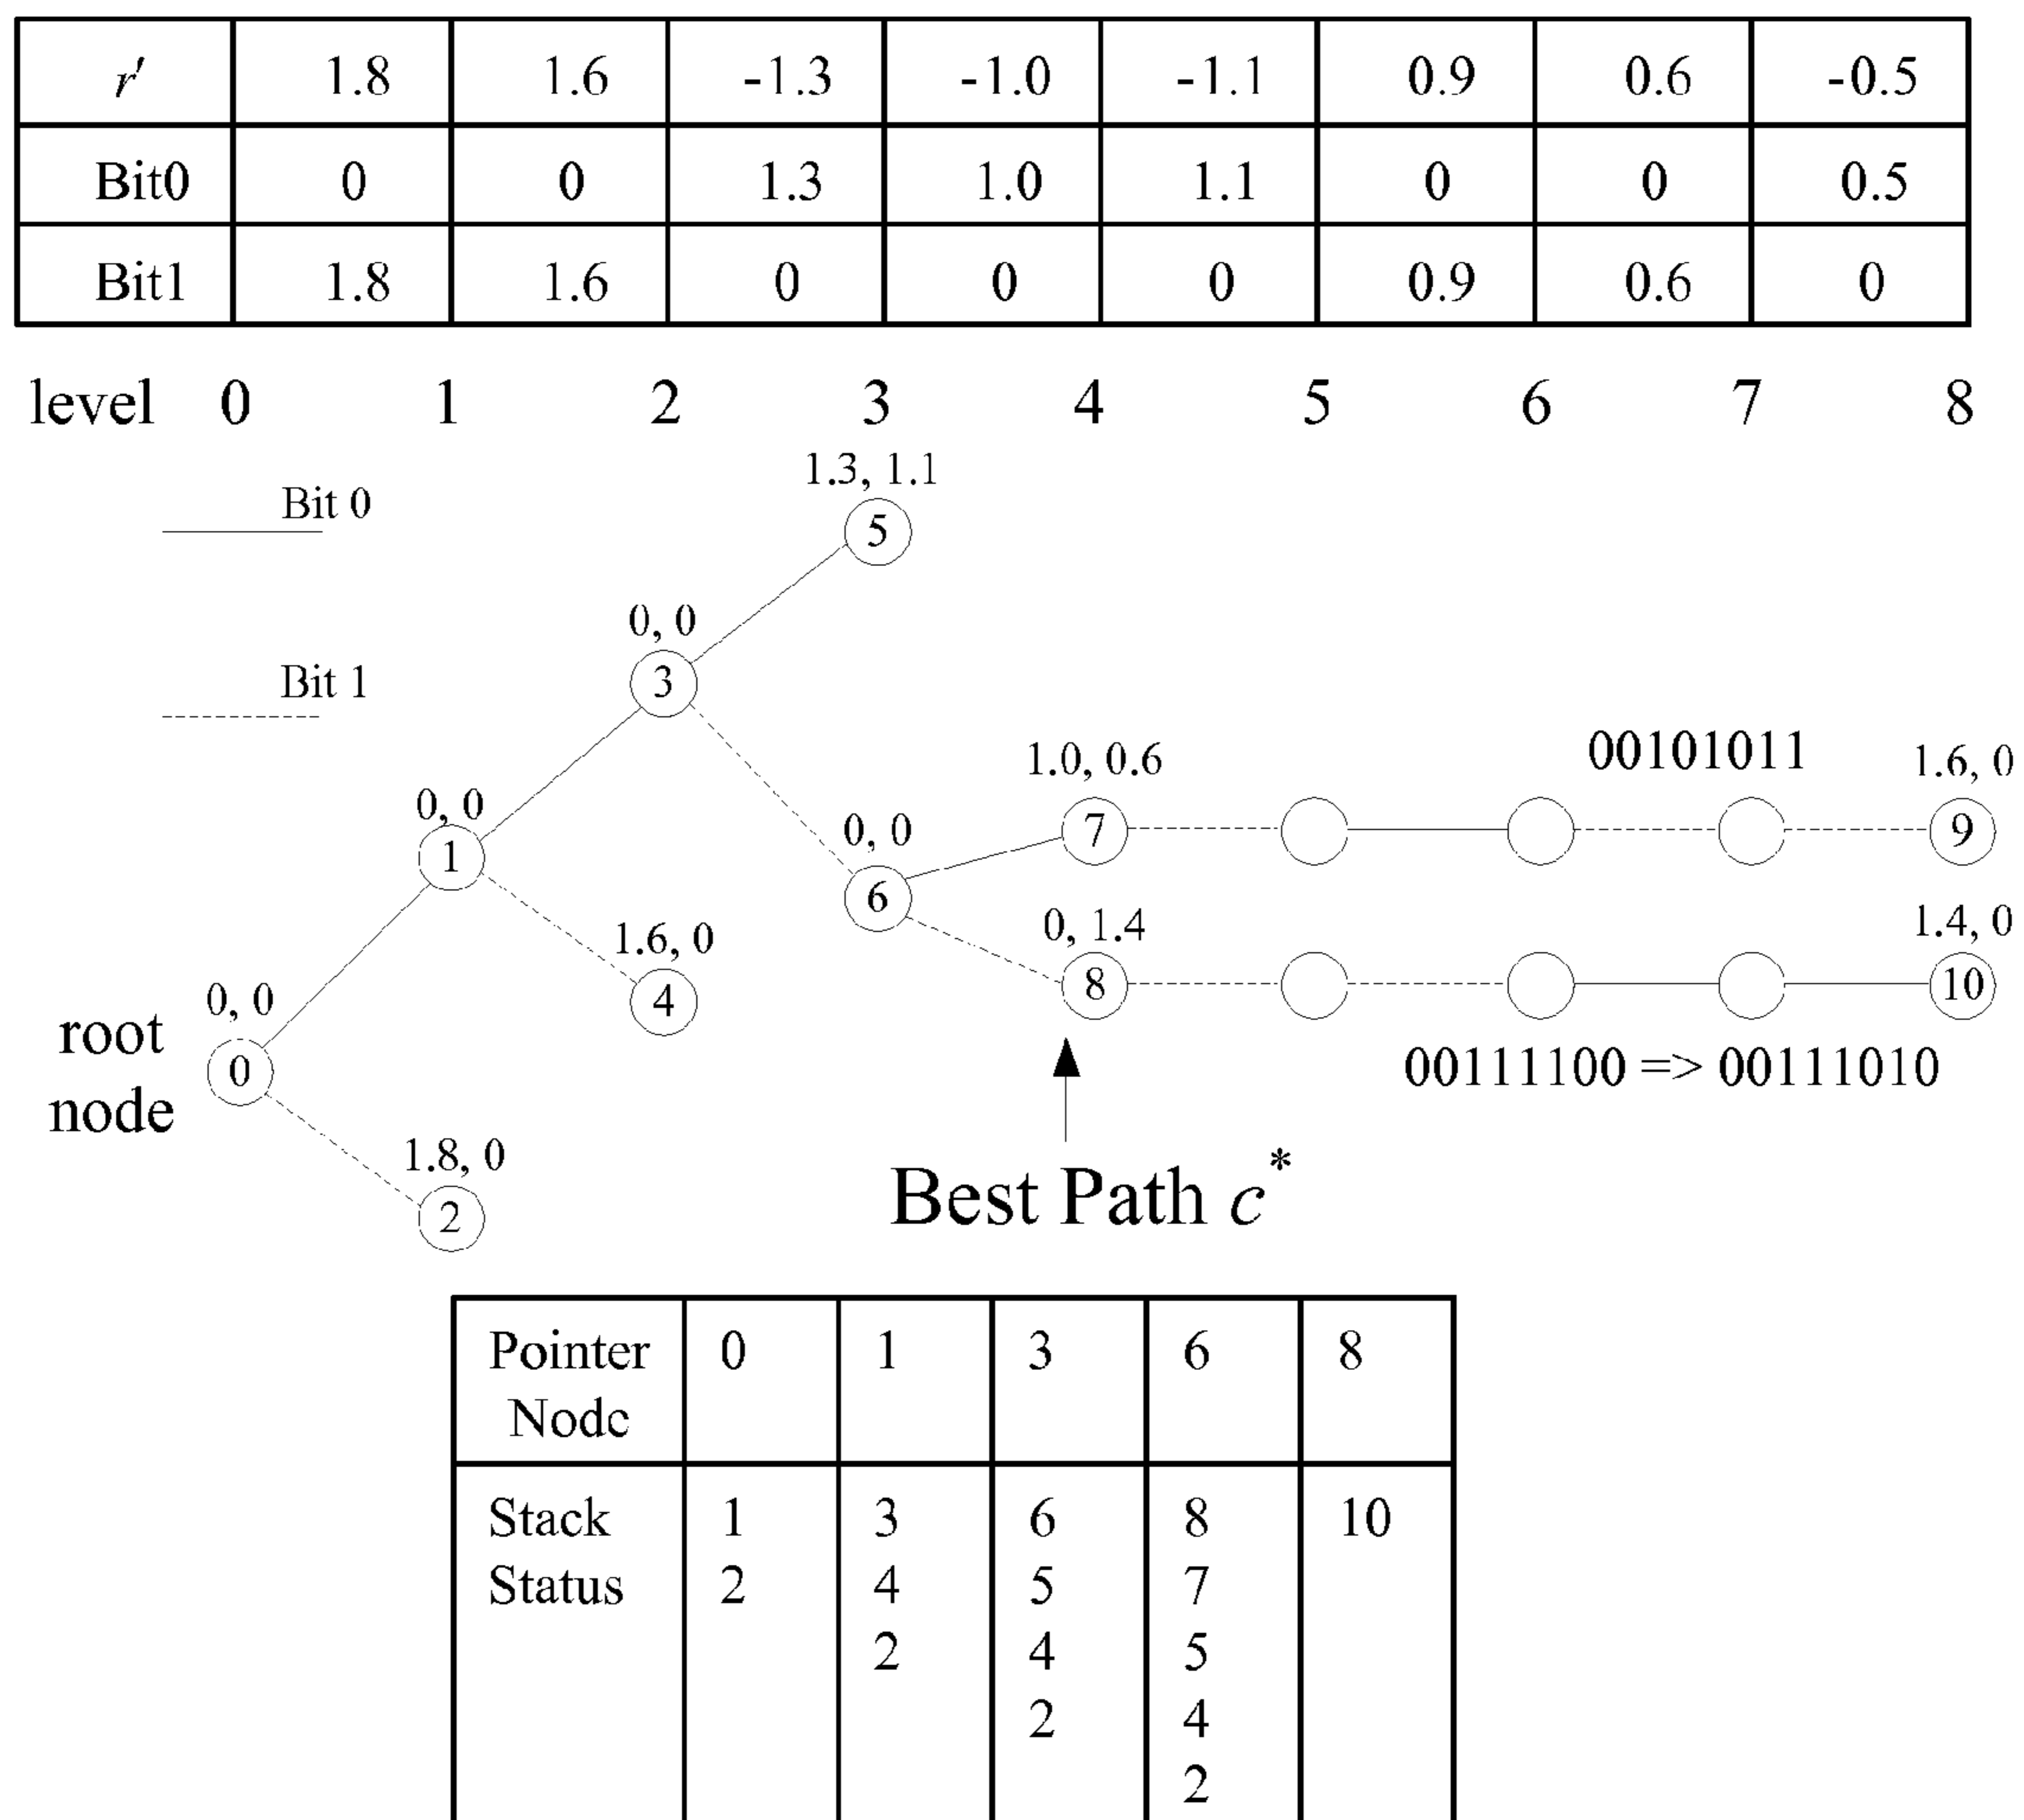 r′ 1.8 1.6 -1.3 -1.0 -1.1 0.9 0.6 -0.5
Bit0 0 0 1.3 1.0 1.1 0 0 0.5
Bit1 1.8 1.6 0 0 0 0.9 0.6 0
level 0 1 2 3 4 5 6 7 8
1.3, 1.1
Bit 0
5
0, 0
Bit 1
3
00101011
1.0, 0.6
1.6, 0
0, 0
0, 0
7
9
1
6
1.6, 0
0, 1.4
1.4, 0
0, 0
4
8
10
root
node
0
00111100 => 00111010
1.8, 0
2
Best Path c*
Pointer 0 1 3 6 8
Node
Stack 1 3 6 8 10
Status 2 4 5 7
2 4 5
2 4
2